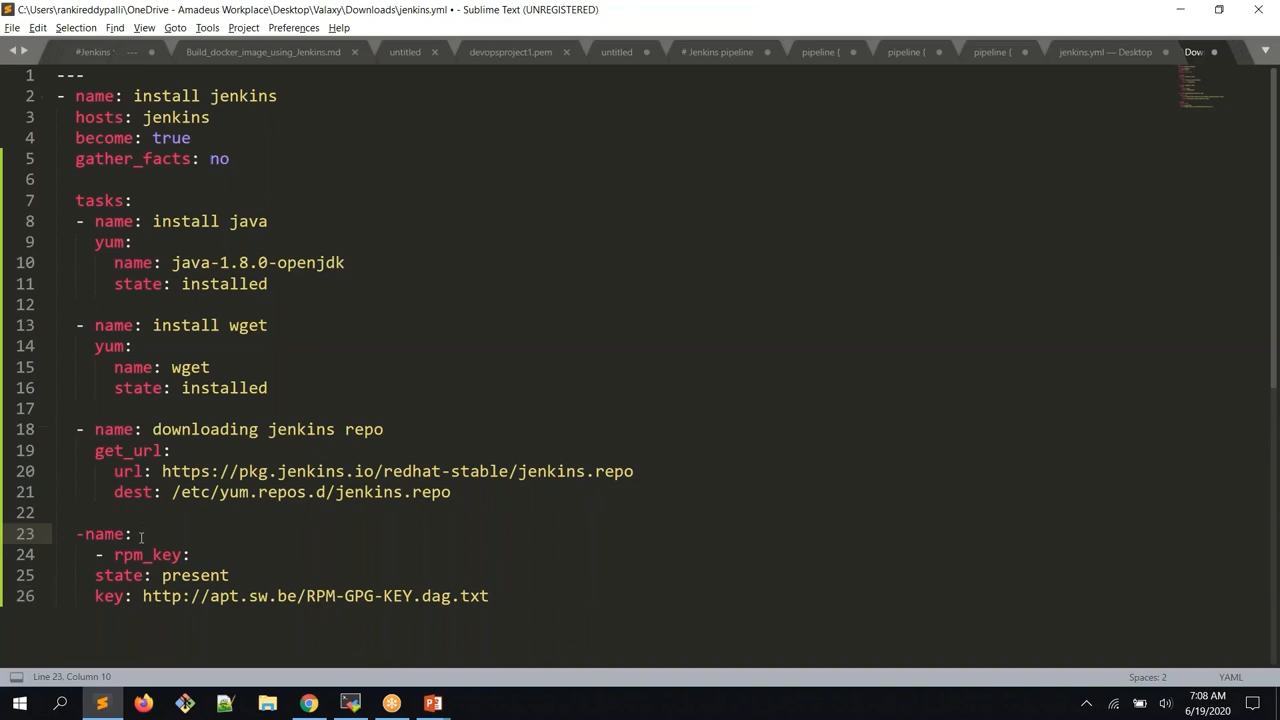 C:\Users\rankireddypalli\OneDrive - Amadeus Workplace\Desktop\Valaxy\Downloads\jenkins.yml • - Sublime Text (UNREGISTERED)
File Edit Selection Find View Goto Tools Project Preferences Help
#Jenkins Build_docker_image_using_Jenkins.md untitled devopsproject1.pem untitled # Jenkins pipeline pipeline { pipeline { pipeline { jenkins.yml — Desktop Dow
1 ---
2 - name: install jenkins
3 hosts: jenkins
4 become: true
5 gather_facts: no
6
7 tasks:
8 - name: install java
9 yum:
10 name: java-1.8.0-openjdk
11 state: installed
12
13 - name: install wget
14 yum:
15 name: wget
16 state: installed
17
18 - name: downloading jenkins repo
19 get_url:
20 url: https://pkg.jenkins.io/redhat-stable/jenkins.repo
21 dest: /etc/yum.repos.d/jenkins.repo
22
23 -name:
24 - rpm_key:
25 state: present
26 key: http://apt.sw.be/RPM-GPG-KEY.dag.txt
Line 23, Column 10 Spaces: 2 YAML
7:08 AM
6/19/2020